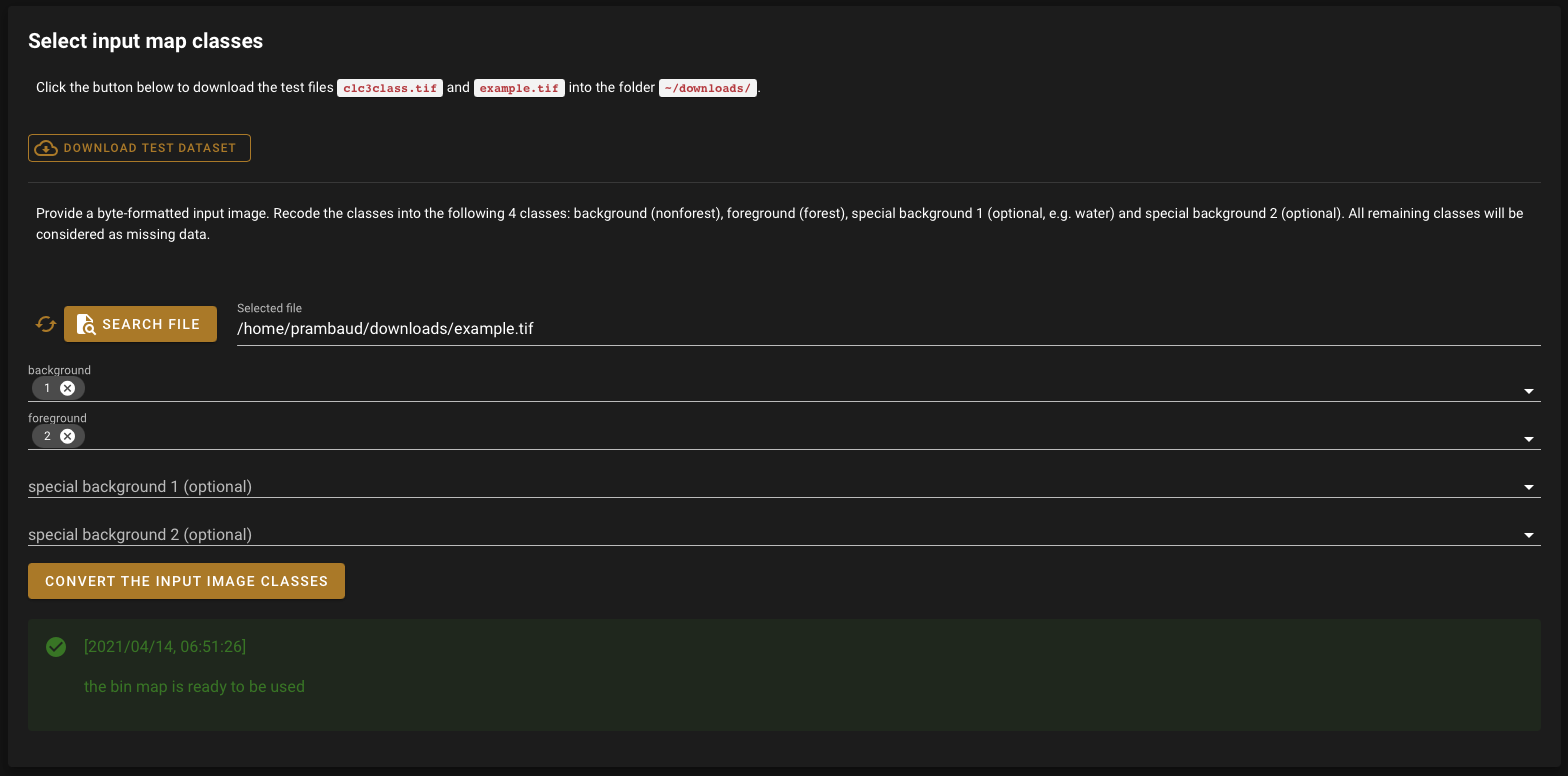 Select input map classes
Click the button below to download the test files clc3class.tif and example.tif into the folder ~/downloads/.
DOWNLOAD TEST DATASET
Provide a byte-formatted input image. Recode the classes into the following 4 classes: background (nonforest), foreground (forest), special background 1 (optional, e.g. water) and special background 2 (optional). All remaining classes will be
considered as missing data.
Selected file
SEARCH FILE /home/prambaud/downloads/example.tif
background
1
foreground
2
special background 1 (optional)
special background 2 (optional)
CONVERT THE INPUT IMAGE CLASSES
[2021/04/14, 06:51:26]
the bin map is ready to be used